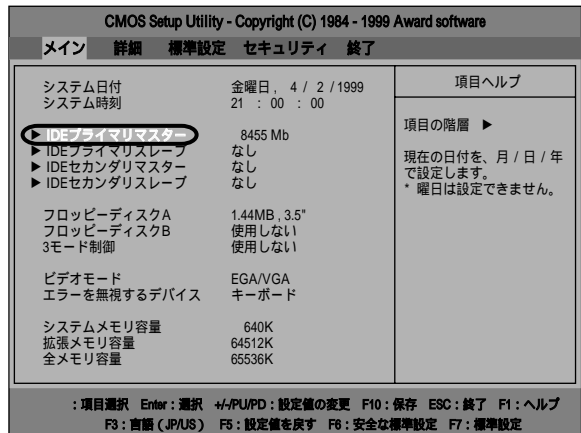 CMOS Setup Utility - Copyright (C) 1984 - 1999 Award software
メイン 詳細 標準設定 セキュリティ 終了
システム日付 金曜日, 4 / 2 /1999
システム時刻 21 : 00 : 00
▶ IDEプライマリマスター 8455 Mb
▶ IDEプライマリスレーブ なし
▶ IDEセカンダリマスター なし
▶ IDEセカンダリスレーブ なし
フロッピーディスクA 1.44MB , 3.5"
フロッピーディスクB 使用しない
3モード制御 使用しない
ビデオモード EGA/VGA
エラーを無視するデバイス キーボード
システムメモリ容量 640K
拡張メモリ容量 64512K
全メモリ容量 65536K
項目ヘルプ
項目の階層 ▶
現在の日付を、月 / 日 / 年
で設定します。
* 曜日は設定できません。
: 項目選択 Enter : 選択 +/-/PU/PD : 設定値の変更 F10 : 保存 ESC : 終了 F1 : ヘルプ
F3 : 言語 ( JP/US ) F5 : 設定値を戻す F6 : 安全な標準設定 F7 : 標準設定